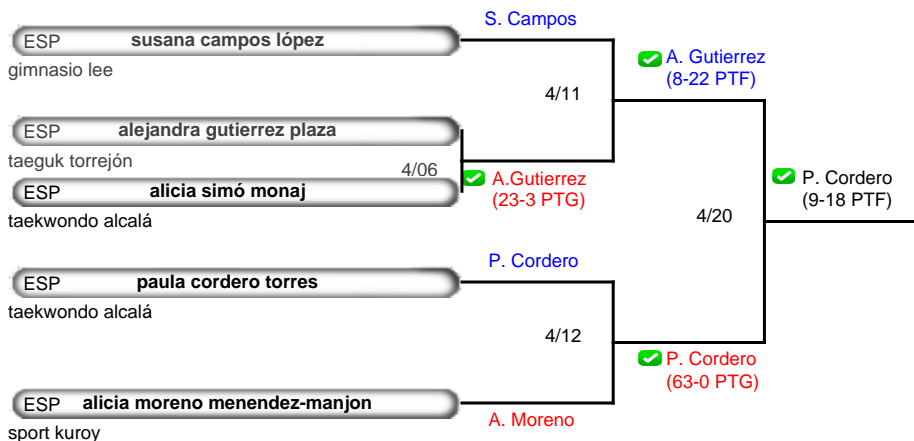 S. Campos
ESP susana campos lópez
gimnasio lee
A. Gutierrez
(8-22 PTF)
4/11
ESP alejandra gutierrez plaza
taeguk torrejón
4/06
A.Gutierrez
(23-3 PTG)
ESP alicia simó monaj
taekwondo alcalá
P. Cordero
(9-18 PTF)
4/20
P. Cordero
ESP paula cordero torres
taekwondo alcalá
4/12
P. Cordero
(63-0 PTG)
ESP alicia moreno menendez-manjon
sport kuroy
A. Moreno